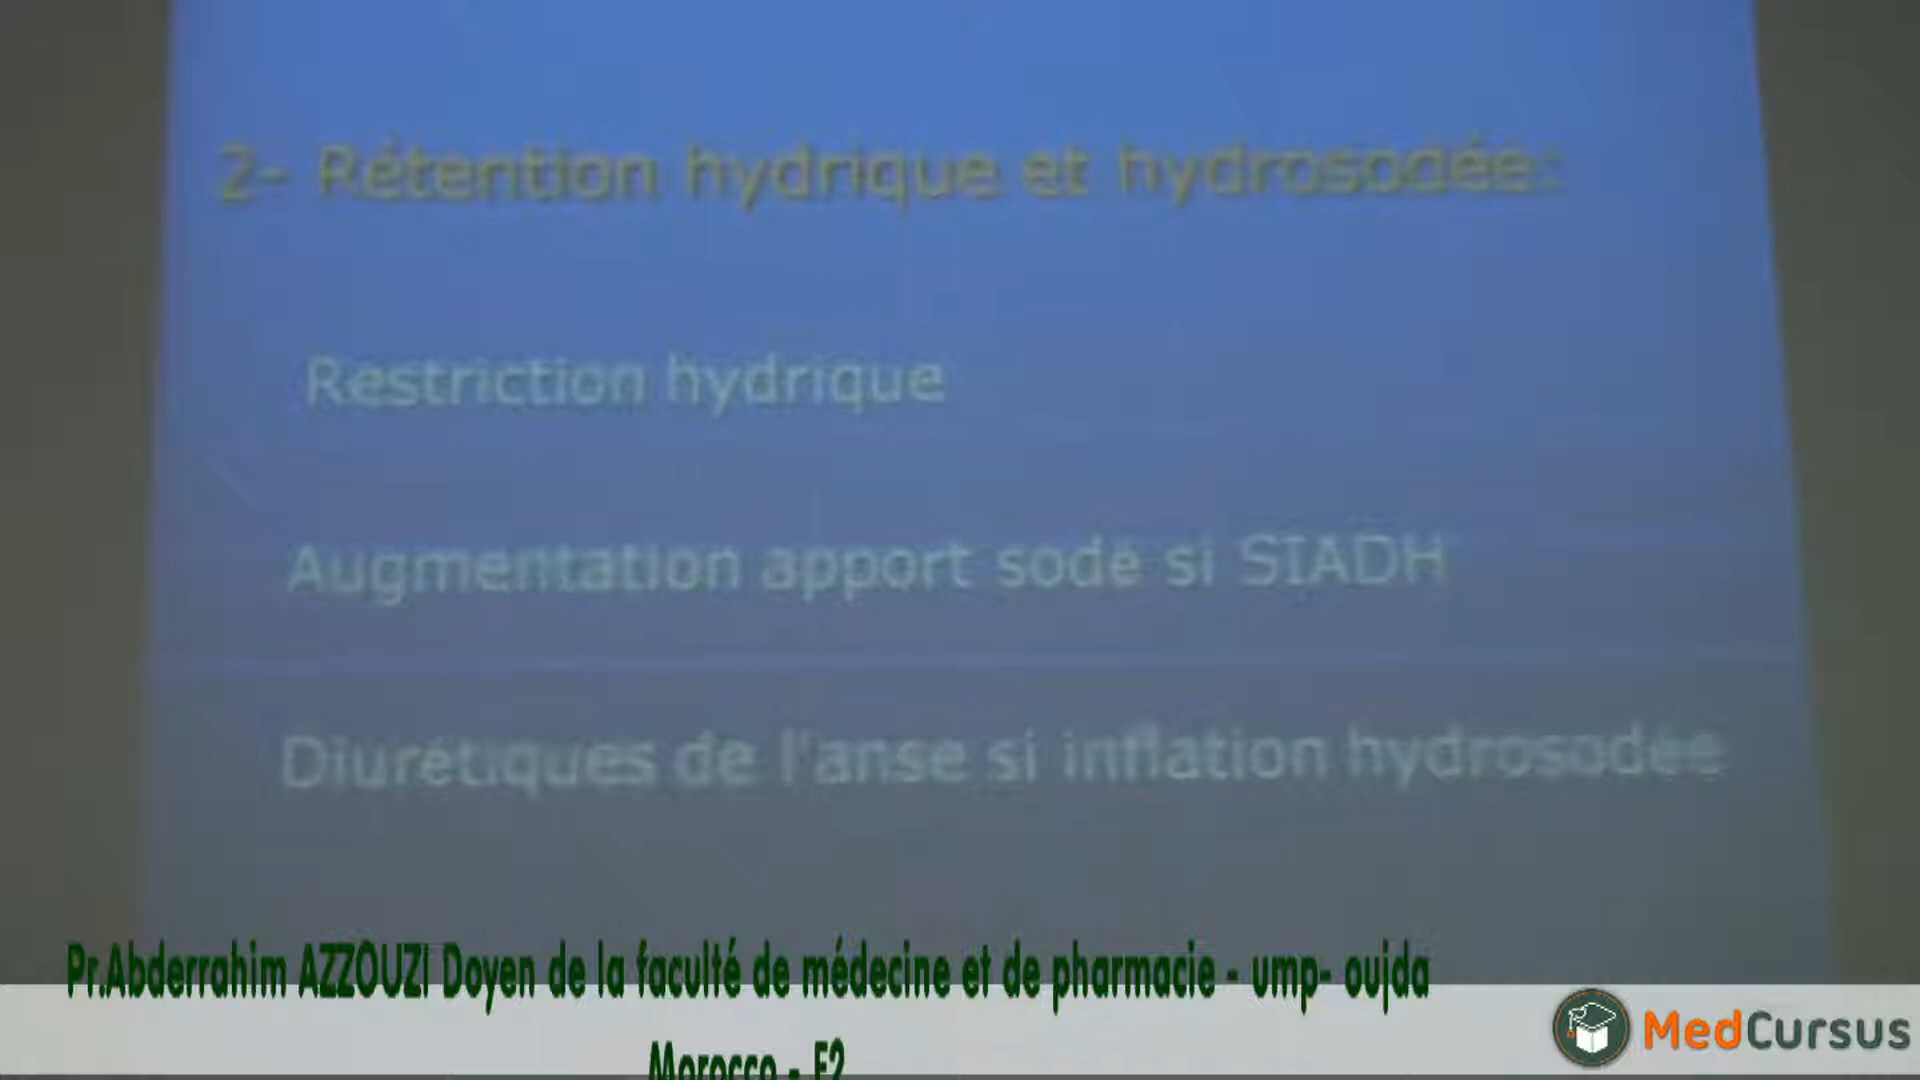 2- Rétention hydrique et hydrosodée:
Restriction hydrique
Augmentation apport sodé si SIADH
Diurétiques de l'anse si inflation hydrosodée
Pr.Abderrahim AZZOUZI Doyen de la faculté de médecine et de pharmacie - ump- oujda
Morocco - F2
MedCursus